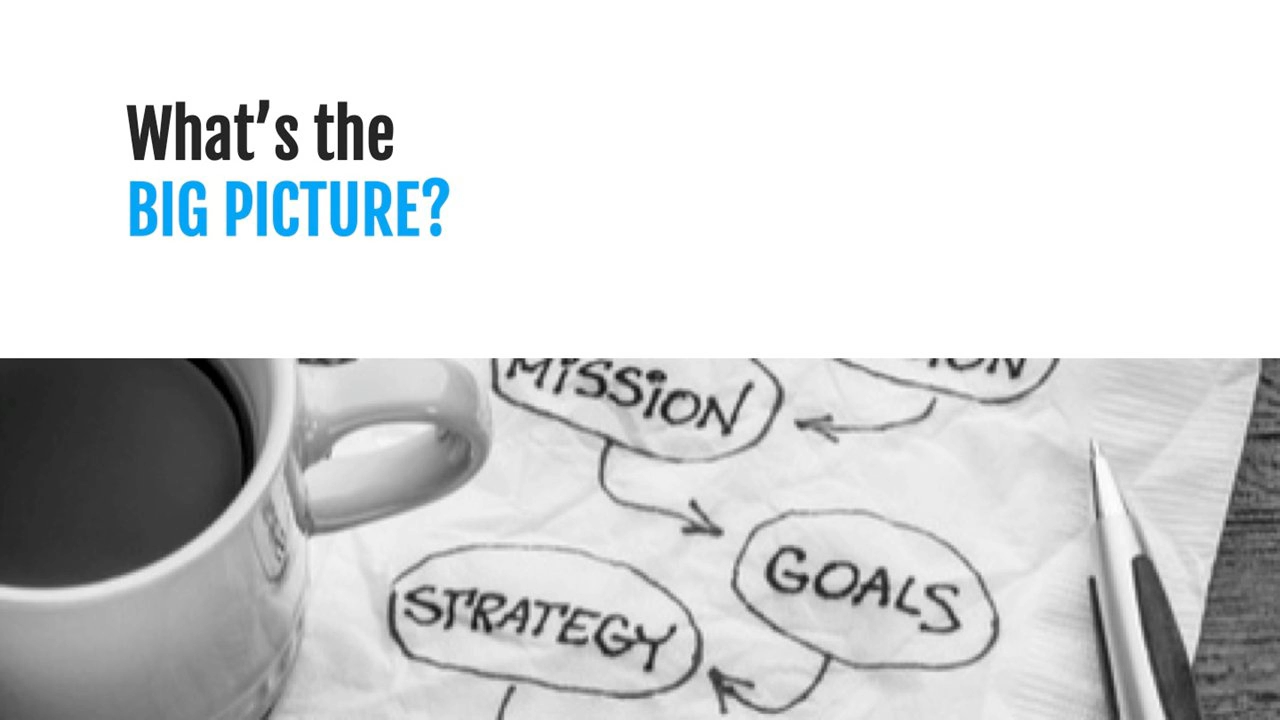 What's the
BIG PICTURE?
MISSION
GOALS
STRATEGY